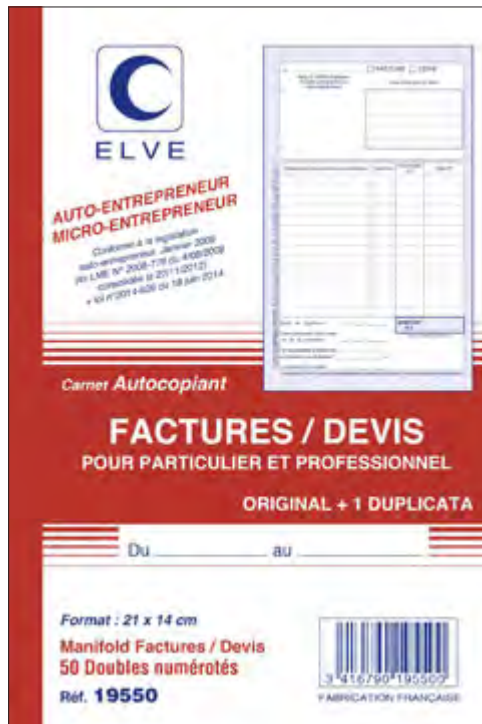 ELVE
AUTO-ENTREPRENEUR
MICRO-ENTREPRENEUR
Conforme à la législation
auto-entrepreneur Janvier 2009
(loi LME N° 2008-776 du 4/08/2008
consolidée le 23/11/2012)
+ loi n°2014-626 du 18 juin 2014
FACTURE DEVIS
Carnet Autocopiant
FACTURES / DEVIS
POUR PARTICULIER ET PROFESSIONNEL
ORIGINAL + 1 DUPLICATA
Du au
Format : 21 x 14 cm
Manifold Factures / Devis
50 Doubles numérotés
Réf. 19550
3 416790 195500
FABRICATION FRANÇAISE